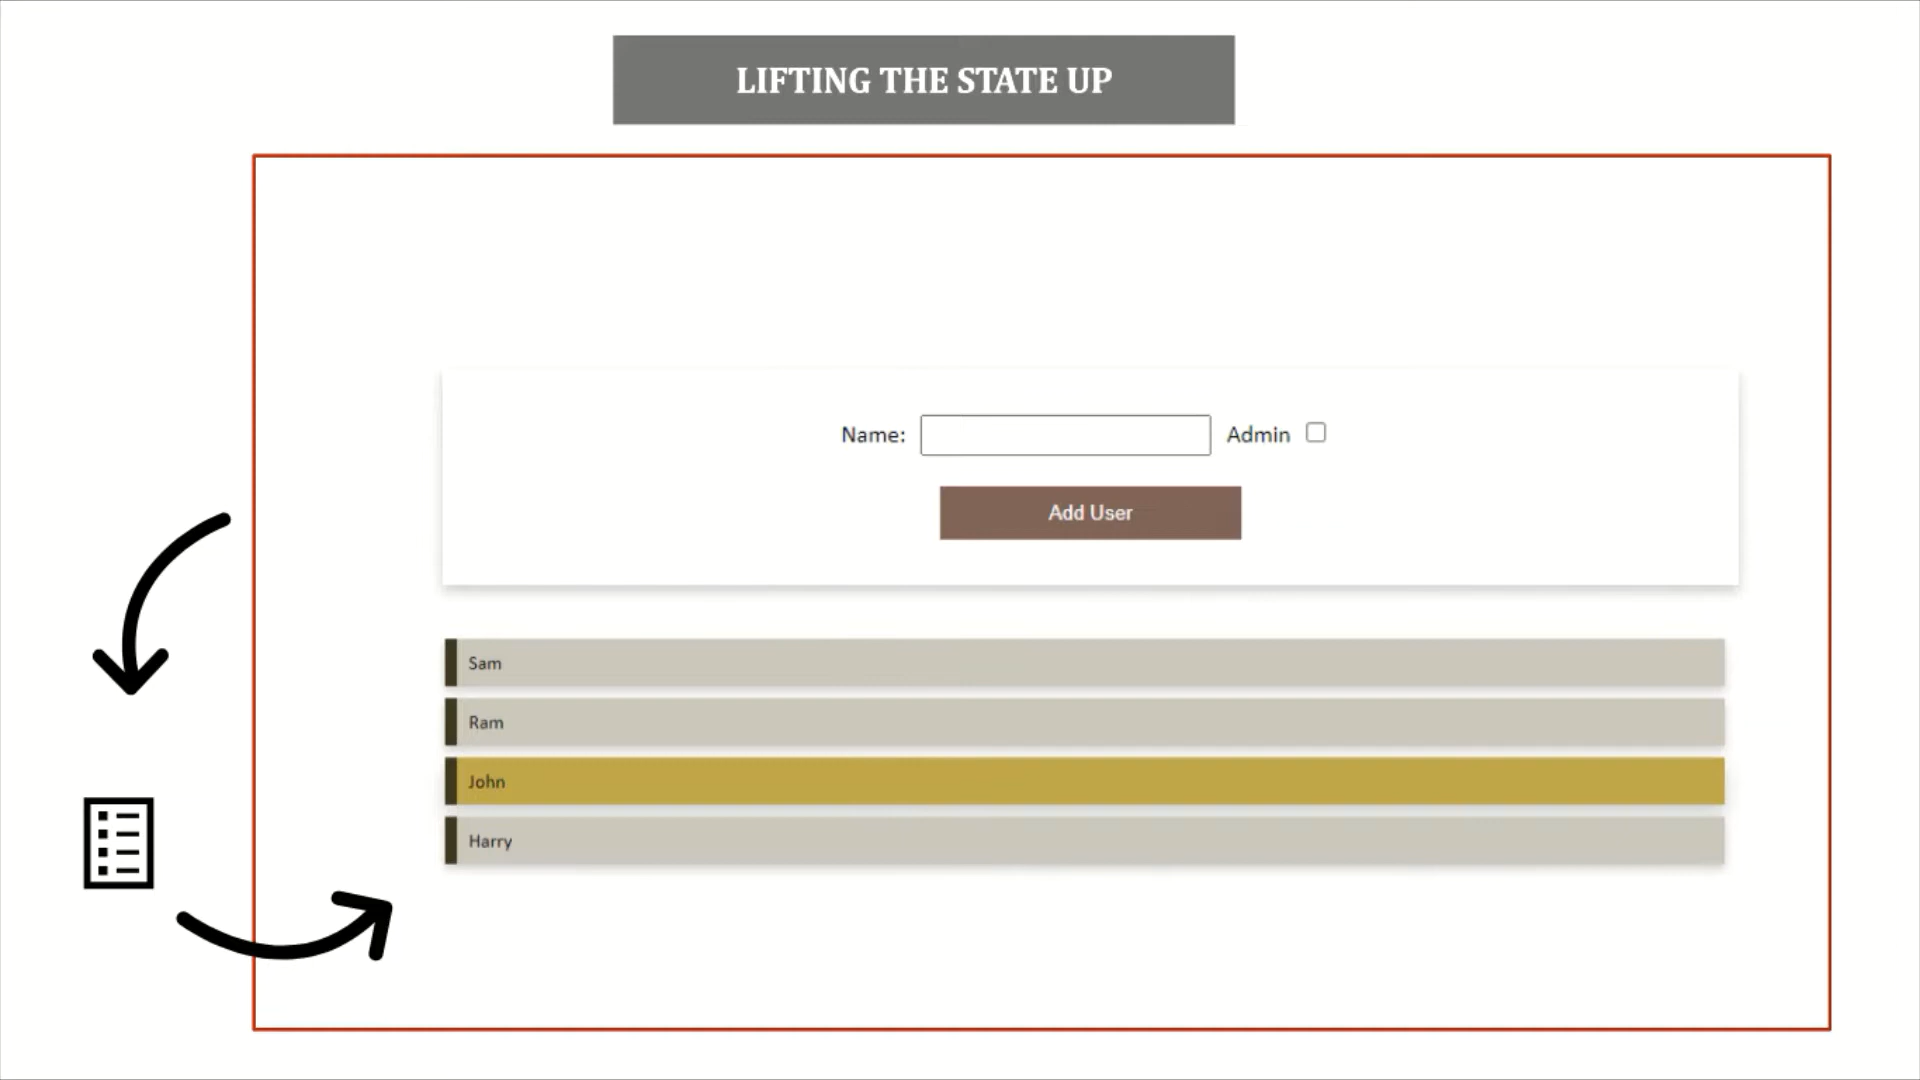 LIFTING THE STATE UP
Name: Admin
Add User
Sam
Ram
John
Harry